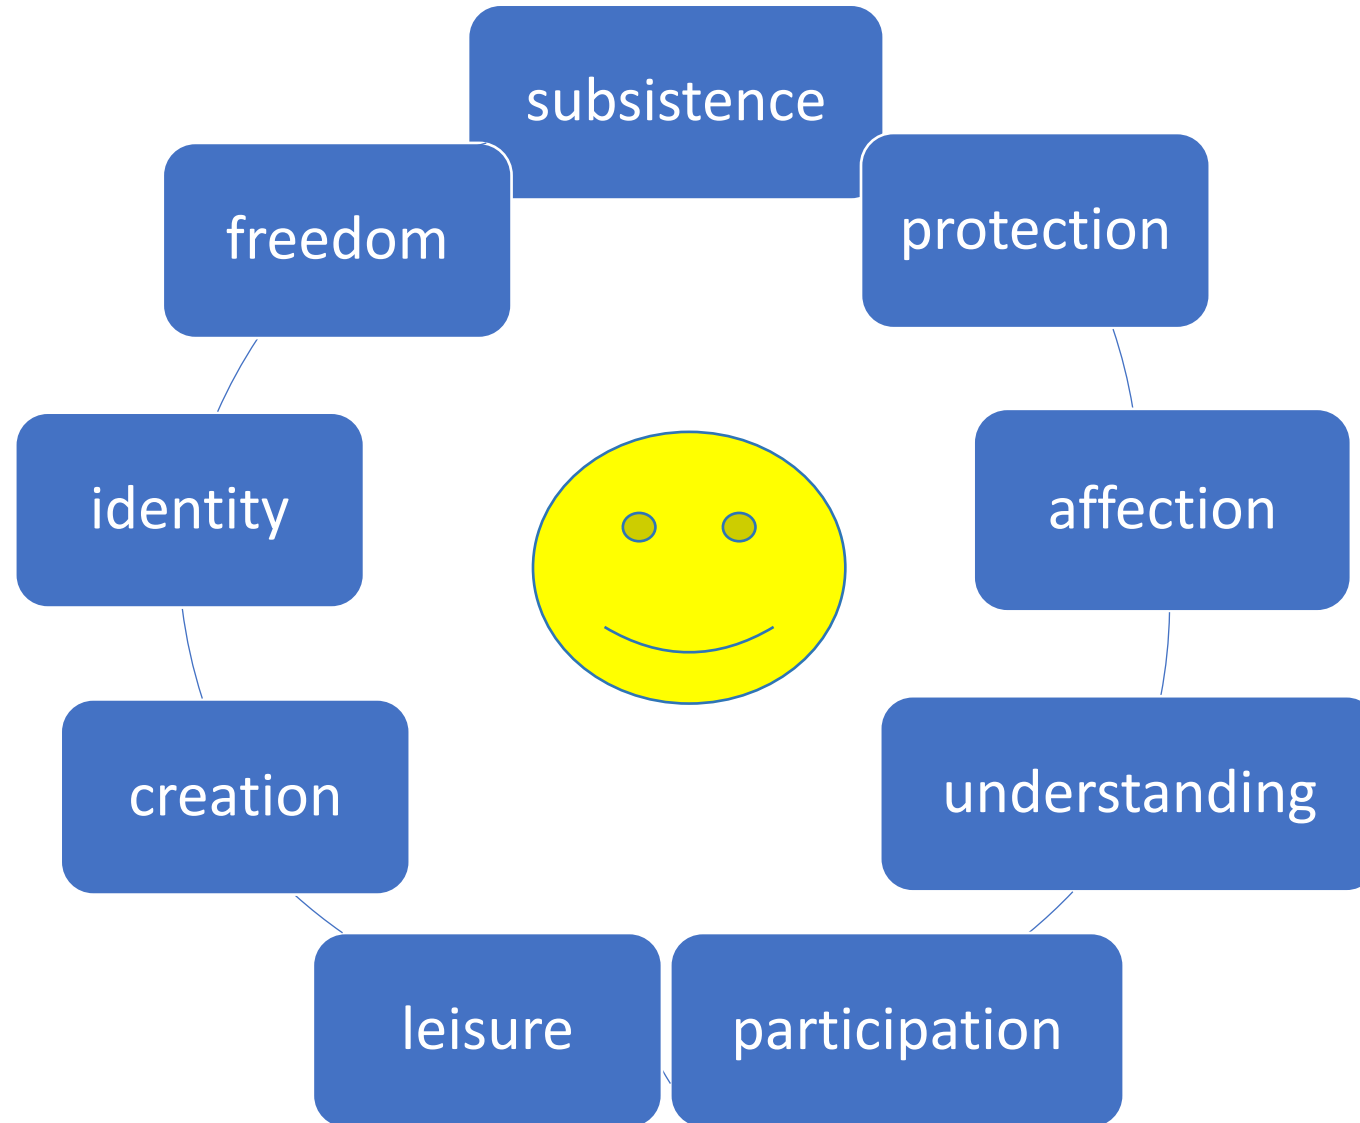 subsistence
protection
affection
understanding
participation
leisure
creation
identity
freedom